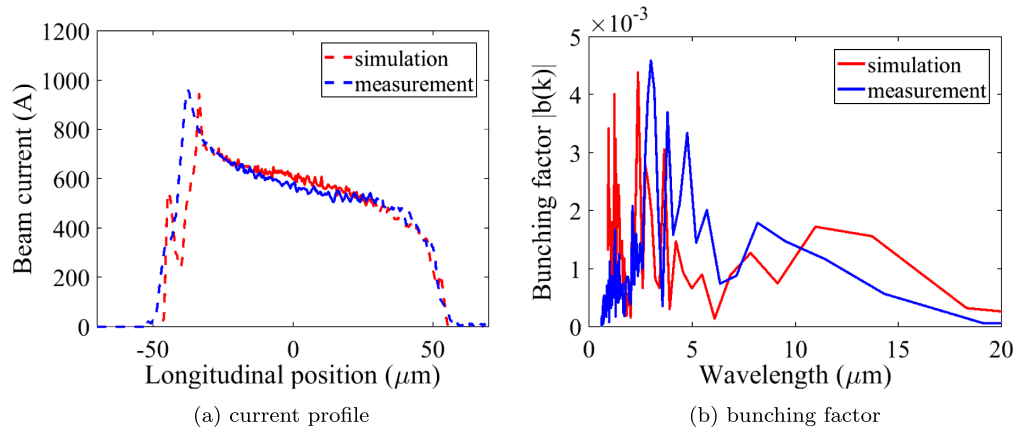 1200
1000
800
600
400
200
0
Beam current (A)
simulation
measurement
-50
0
50
Longitudinal position (μm)
(a) current profile
×10⁻³
5
4
3
2
1
0
Bunching factor |b(k)|
simulation
measurement
0
5
10
15
20
Wavelength (μm)
(b) bunching factor